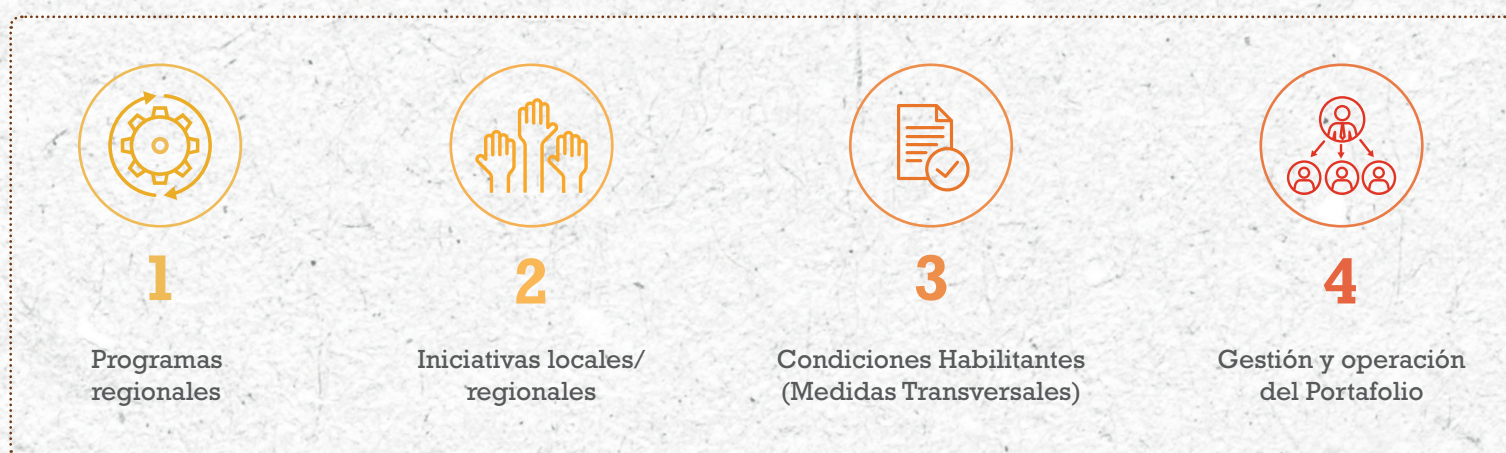 1
Programas
regionales
2
Iniciativas locales/
regionales
3
Condiciones Habilitantes
(Medidas Transversales)
4
Gestión y operación
del Portafolio